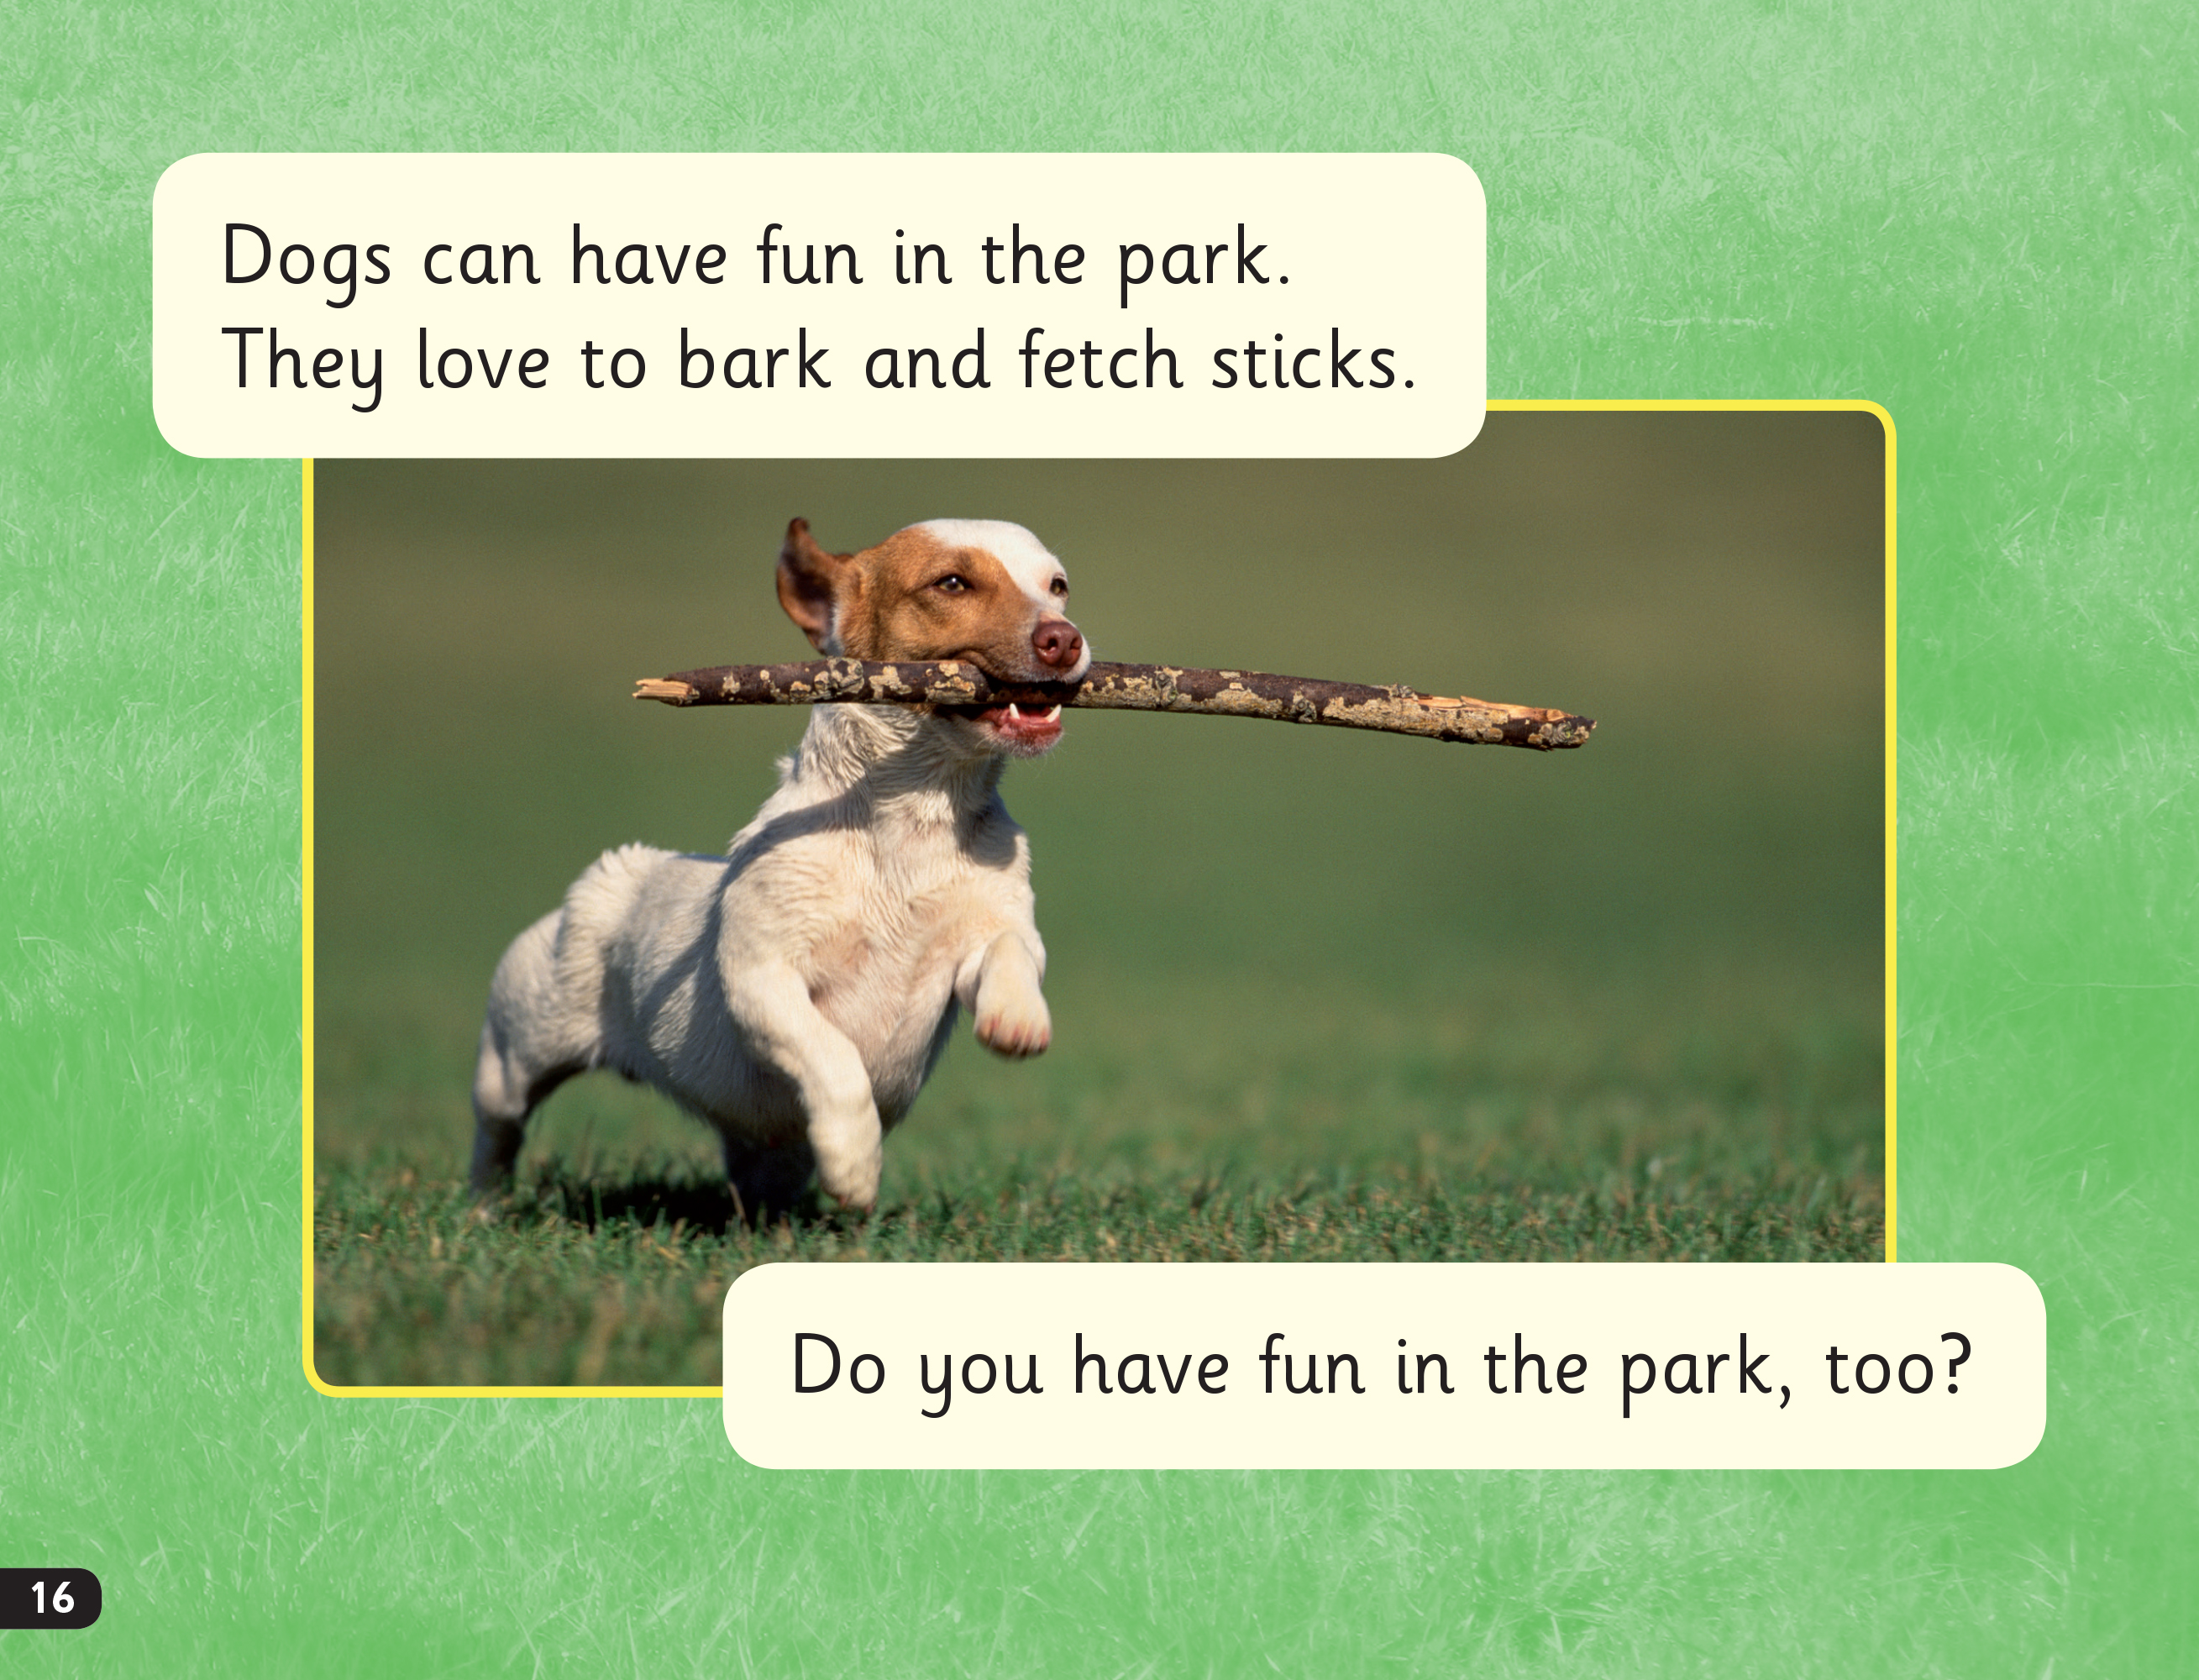 Dogs can have fun in the park.
They love to bark and fetch sticks.
Do you have fun in the park, too?
16